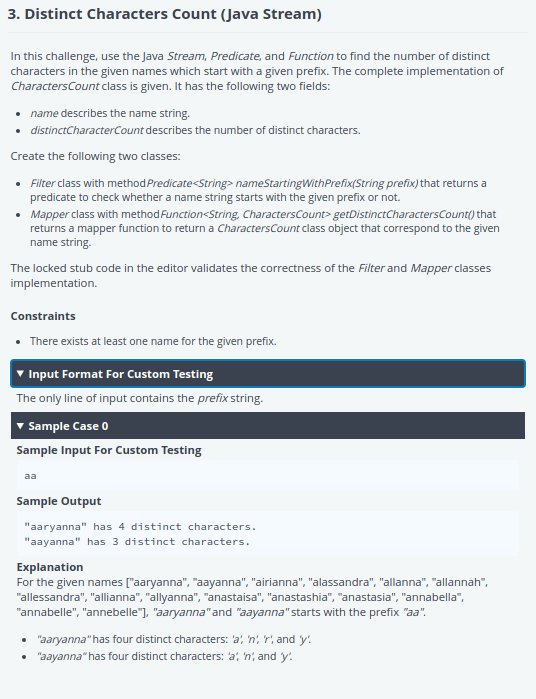 3. Distinct Characters Count (Java Stream)
In this challenge, use the Java Stream, Predicate, and Function to find the number of distinct
characters in the given names which start with a given prefix. The complete implementation of
CharactersCount class is given. It has the following two fields:
• name describes the name string.
• distinctCharacterCount describes the number of distinct characters.
Create the following two classes:
• Filter class with method Predicate<String> nameStartingWithPrefix(String prefix) that returns a
predicate to check whether a name string starts with the given prefix or not.
• Mapper class with method Function<String, CharactersCount> getDistinctCharactersCount() that
returns a mapper function to return a CharactersCount class object that correspond to the given
name string.
The locked stub code in the editor validates the correctness of the Filter and Mapper classes
implementation.
Constraints
• There exists at least one name for the given prefix.
▼ Input Format For Custom Testing
The only line of input contains the prefix string.
▼ Sample Case 0
Sample Input For Custom Testing
aa
Sample Output
"aaryanna" has 4 distinct characters.
"aayanna" has 3 distinct characters.
Explanation
For the given names ["aaryanna", "aayanna", "airianna", "alassandra", "allanna", "allannah",
"allessandra", "allianna", "allyanna", "anastaisa", "anastashia", "anastasia", "annabella",
"annabelle", "annebelle"], "aaryanna" and "aayanna" starts with the prefix "aa".
• "aaryanna" has four distinct characters: 'a', 'n', 'r', and 'y'.
• "aayanna" has four distinct characters: 'a', 'n', and 'y'.